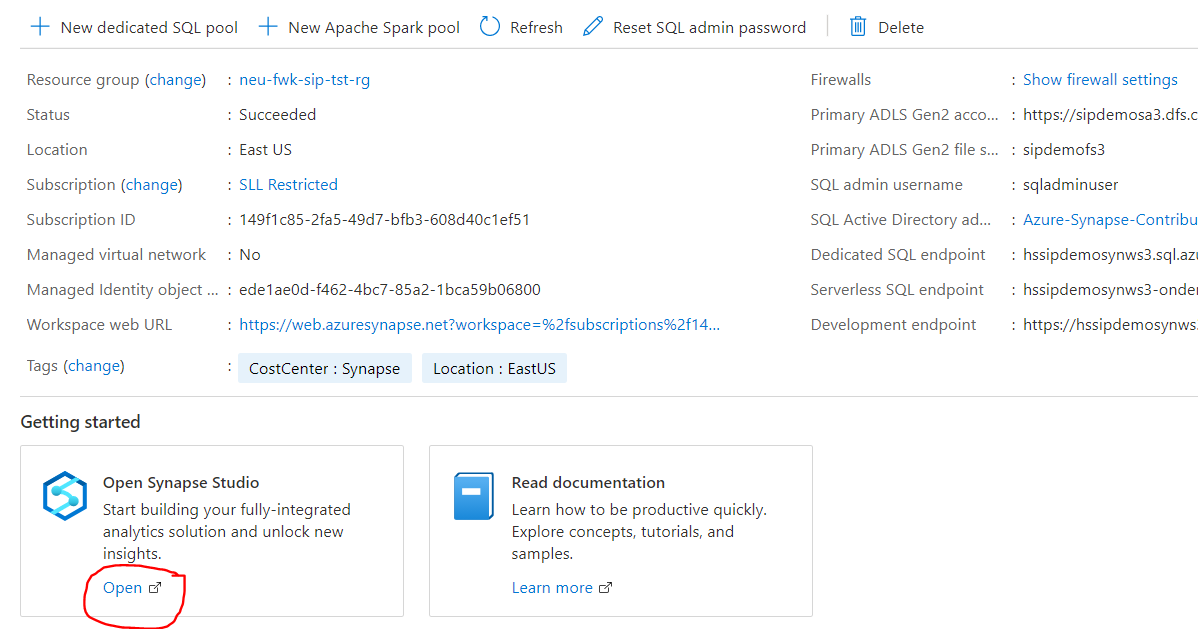 New dedicated SQL pool New Apache Spark pool Refresh Reset SQL admin password Delete
Resource group (change) : neu-fwk-sip-tst-rg
Status : Succeeded
Location : East US
Subscription (change) : SLL Restricted
Subscription ID : 149f1c85-2fa5-49d7-bfb3-608d40c1ef51
Managed virtual network : No
Managed Identity object ... : ede1ae0d-f462-4bc7-85a2-1bca59b06800
Workspace web URL : https://web.azuresynapse.net?workspace=%2fsubscriptions%2f14...
Tags (change) : CostCenter : Synapse Location : EastUS
Firewalls : Show firewall settings
Primary ADLS Gen2 acco... : https://sipdemosa3.dfs.c
Primary ADLS Gen2 file s... : sipdemofs3
SQL admin username : sqladminuser
SQL Active Directory ad... : Azure-Synapse-Contribu
Dedicated SQL endpoint : hssipdemosynws3.sql.azu
Serverless SQL endpoint : hssipdemosynws3-onder
Development endpoint : https://hssipdemosynws.
Getting started
Open Synapse Studio
Start building your fully-integrated
analytics solution and unlock new
insights.
Open
Read documentation
Learn how to be productive quickly.
Explore concepts, tutorials, and
samples.
Learn more